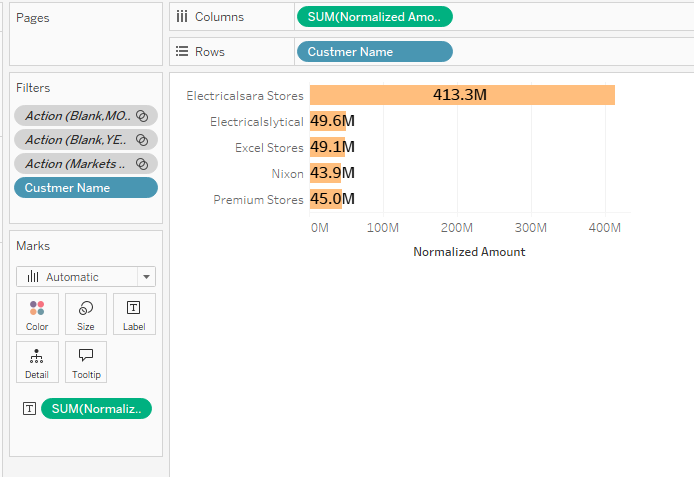 Pages
Columns
SUM(Normalized Amo..
Rows
Custmer Name
Filters
Action (Blank,MO..
Action (Blank,YE..
Action (Markets ..
Custmer Name
Marks
Automatic
Color
Size
T
Label
Detail
Tooltip
T
SUM(Normaliz..
Electricalsara Stores
413.3M
Electricalslytical
49.6M
Excel Stores
49.1M
Nixon
43.9M
Premium Stores
45.0M
0M
100M
200M
300M
400M
Normalized Amount